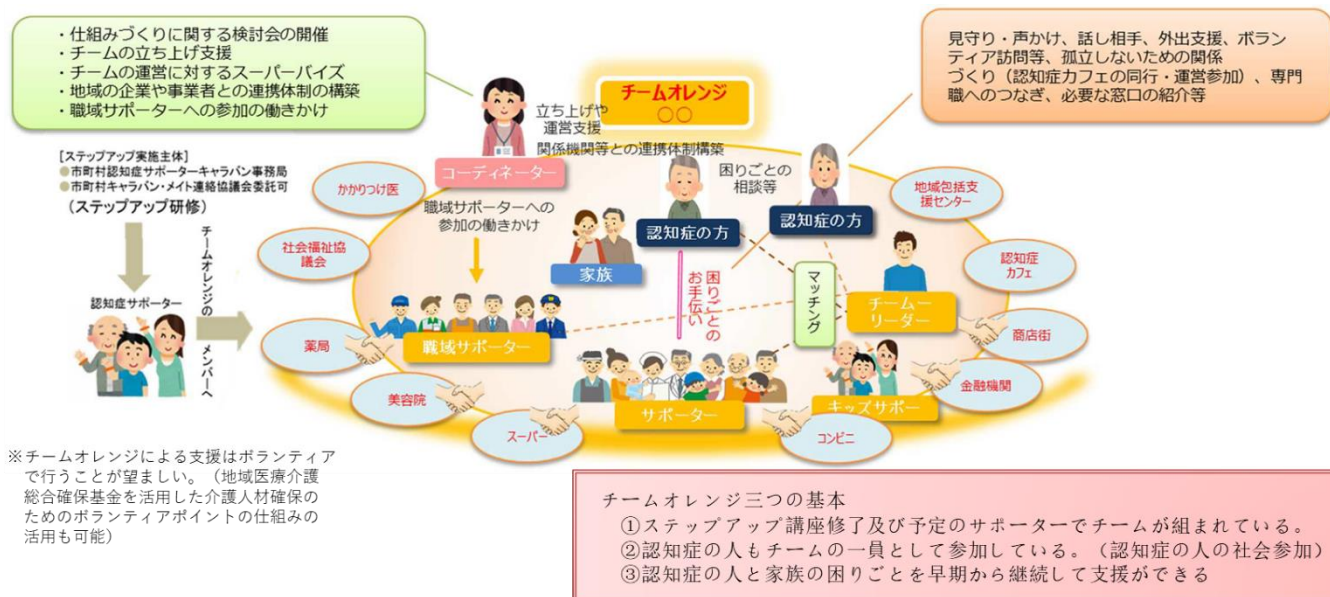 ・仕組みづくりに関する検討会の開催
・チームの立ち上げ支援
・チームの運営に対するスーパーバイズ
・地域の企業や事業者との連携体制の構築
・職域サポーターへの参加の働きかけ
見守り・声かけ、話し相手、外出支援、ボラン
ティア訪問等、孤立しないための関係
づくり（認知症カフェの同行・運営参加）、専門
職へのつなぎ、必要な窓口の紹介等
チームオレンジ
〇〇
立ち上げや
運営支援
関係機関等との連携体制構築
コーディネーター
[ステップアップ実施主体]
●市町村認知症サポーターキャラバン事務局
●市町村キャラバン・メイト連絡協議会委託可
(ステップアップ研修)
チームオレンジの
メンバーへ
認知症サポーター
かかりつけ医
社会福祉協
議会
薬局
美容院
スーパー
コンビニ
金融機関
商店街
認知症
カフェ
地域包括支
援センター
職域サポーターへの
参加の働きかけ
困りごとの
相談等
認知症の方
認知症の方
家族
困りごとの
お手伝い
マッチング
チームー
リーダー
職域サポーター
サポーター
キッズサポー
※チームオレンジによる支援はボランティア
で行うことが望ましい。（地域医療介護
総合確保基金を活用した介護人材確保の
ためのボランティアポイントの仕組みの
活用も可能）
チームオレンジ三つの基本
①ステップアップ講座修了及び予定のサポーターでチームが組まれている。
②認知症の人もチームの一員として参加している。（認知症の人の社会参加）
③認知症の人と家族の困りごとを早期から継続して支援ができる